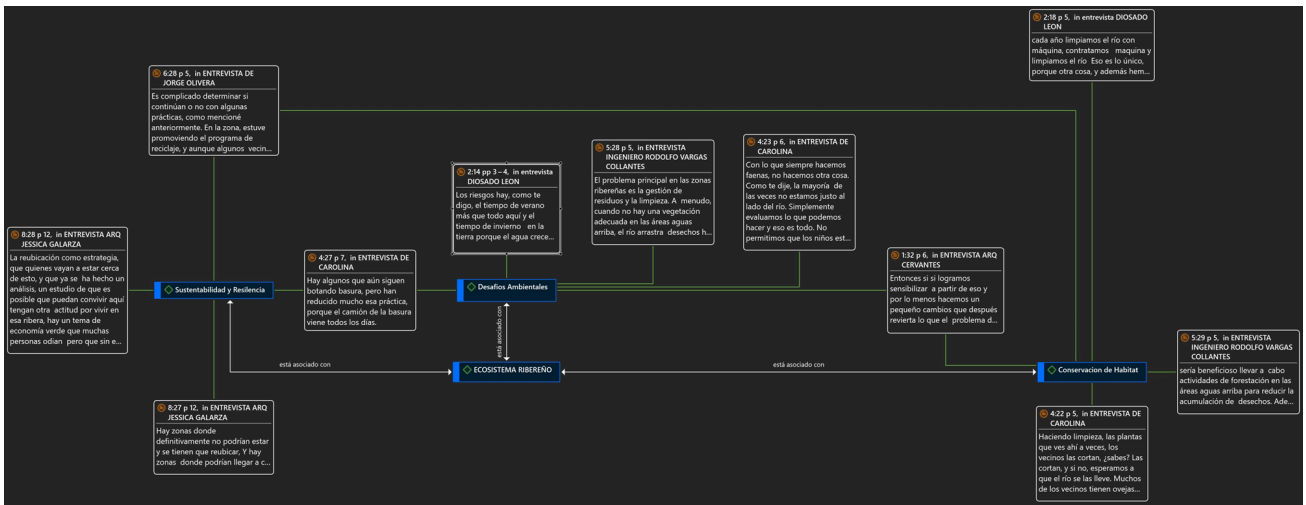 2:18 p 5, in entrevista DIOSADO
LEON
cada año limpiamos el río con
máquina, contratamos maquina y
limpiamos el río Eso es lo único,
porque otra cosa, y además hem...
6:28 p 5, in ENTREVISTA DE
JORGE OLIVERA
Es complicado determinar si
continúan o no con algunas
prácticas, como mencioné
anteriormente. En la zona, estuve
promoviendo el programa de
reciclaje, y aunque algunos vecin...
5:28 p 5, in ENTREVISTA
INGENIERO RODOLFO VARGAS
COLLANTES
El problema principal en las zonas
ribereñas es la gestión de
residuos y la limpieza. A menudo,
cuando no hay una vegetación
adecuada en las áreas aguas
arriba, el río arrastra desechos h...
4:23 p 6, in ENTREVISTA DE
CAROLINA
Con lo que siempre hacemos
faenas, no hacemos otra cosa.
Como te dije, la mayoría de
las veces no estamos justo al
lado del río. Simplemente
evaluamos lo que podemos
hacer y eso es todo. No
permitimos que los niños est...
2:14 pp 3 – 4, in entrevista
DIOSADO LEON
Los riesgos hay, como te
digo, el tiempo de verano
más que todo aquí y el
tiempo de invierno en la
tierra porque el agua crece...
8:28 p 12, in ENTREVISTA ARQ
JESSICA GALARZA
La reubicación como estrategia,
que quienes vayan a estar cerca
de esto, y que ya se ha hecho un
análisis, un estudio de que es
posible que puedan convivir aquí
tengan otra actitud por vivir en
esa ribera, hay un tema de
economía verde que muchas
personas odian pero que sin e...
Sustentabilidad y Resilencia
4:27 p 7, in ENTREVISTA DE
CAROLINA
Hay algunos que aún siguen
botando basura, pero han
reducido mucho esa práctica,
porque el camión de la basura
viene todos los días.
Desafios Ambientales
1:32 p 6, in ENTREVISTA ARQ
CERVANTES
Entonces si si logramos
sensibilizar a partir de eso y
por lo menos hacemos un
pequeño cambios que después
revierta lo que el problema d...
está asociado con
está asociado con
ECOSISTEMA RIBEREÑO
está asociado con
Conservacion de Habitat
5:29 p 5, in ENTREVISTA
INGENIERO RODOLFO VARGAS
COLLANTES
sería beneficioso llevar a cabo
actividades de forestación en las
áreas aguas arriba para reducir la
acumulación de desechos. Ade...
8:27 p 12, in ENTREVISTA ARQ
JESSICA GALARZA
Hay zonas donde
definitivamente no podrían estar
y se tienen que reubicar, Y hay
zonas donde podrían llegar a c...
4:22 p 5, in ENTREVISTA DE
CAROLINA
Haciendo limpieza, las plantas
que ves ahí a veces, los
vecinos las cortan, ¿sabes? Las
cortan, y si no, esperamos a
que el río se las lleve. Muchos
de los vecinos tienen ovejas...